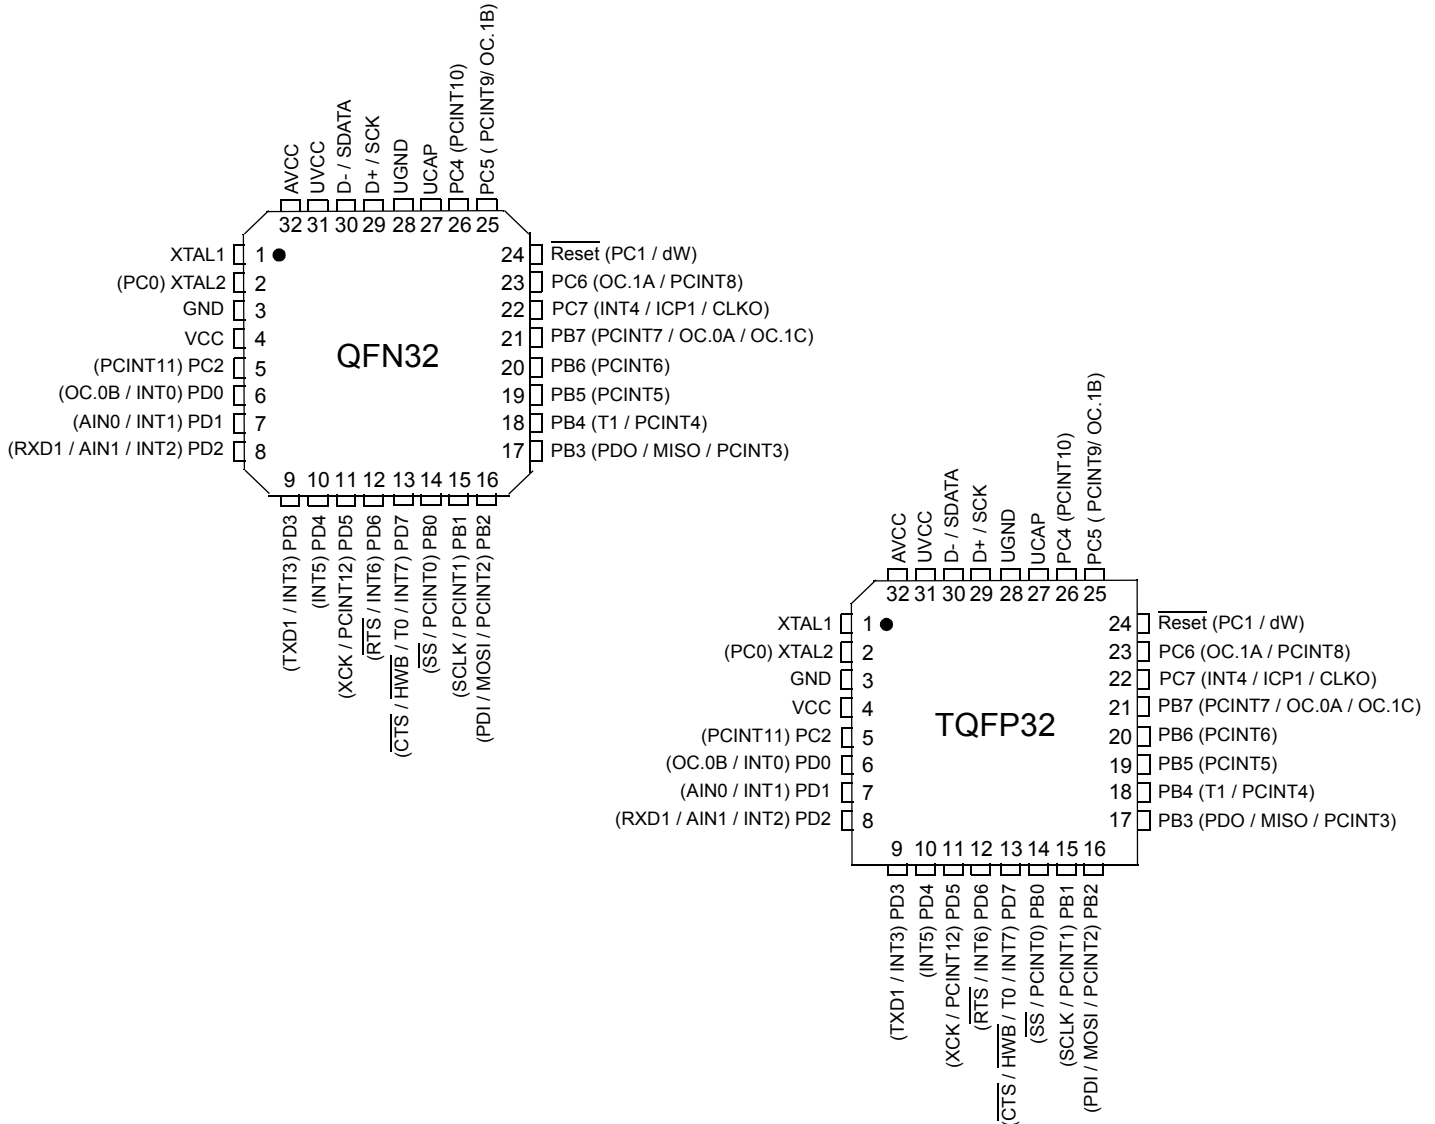 AVCC
UVCC
D- / SDATA
D+ / SCK
UGND
UCAP
PC4 (PCINT10)
PC5 ( PCINT9/ OC.1B)
32 31 30 29 28 27 26 25
XTAL1 1
(PC0) XTAL2 2
GND 3
VCC 4
(PCINT11) PC2 5
(OC.0B / INT0) PD0 6
(AIN0 / INT1) PD1 7
(RXD1 / AIN1 / INT2) PD2 8
QFN32
24 Reset (PC1 / dW)
23 PC6 (OC.1A / PCINT8)
22 PC7 (INT4 / ICP1 / CLKO)
21 PB7 (PCINT7 / OC.0A / OC.1C)
20 PB6 (PCINT6)
19 PB5 (PCINT5)
18 PB4 (T1 / PCINT4)
17 PB3 (PDO / MISO / PCINT3)
9 10 11 12 13 14 15 16
(TXD1 / INT3) PD3
(INT5) PD4
(XCK / PCINT12) PD5
(RTS / INT6) PD6
(CTS / HWB / T0 / INT7) PD7
(SS / PCINT0) PB0
(SCLK / PCINT1) PB1
(PDI / MOSI / PCINT2) PB2
AVCC
UVCC
D- / SDATA
D+ / SCK
UGND
UCAP
PC4 (PCINT10)
PC5 ( PCINT9/ OC.1B)
32 31 30 29 28 27 26 25
XTAL1 1
(PC0) XTAL2 2
GND 3
VCC 4
(PCINT11) PC2 5
(OC.0B / INT0) PD0 6
(AIN0 / INT1) PD1 7
(RXD1 / AIN1 / INT2) PD2 8
TQFP32
24 Reset (PC1 / dW)
23 PC6 (OC.1A / PCINT8)
22 PC7 (INT4 / ICP1 / CLKO)
21 PB7 (PCINT7 / OC.0A / OC.1C)
20 PB6 (PCINT6)
19 PB5 (PCINT5)
18 PB4 (T1 / PCINT4)
17 PB3 (PDO / MISO / PCINT3)
9 10 11 12 13 14 15 16
(TXD1 / INT3) PD3
(INT5) PD4
(XCK / PCINT12) PD5
(RTS / INT6) PD6
(CTS / HWB / T0 / INT7) PD7
(SS / PCINT0) PB0
(SCLK / PCINT1) PB1
(PDI / MOSI / PCINT2) PB2